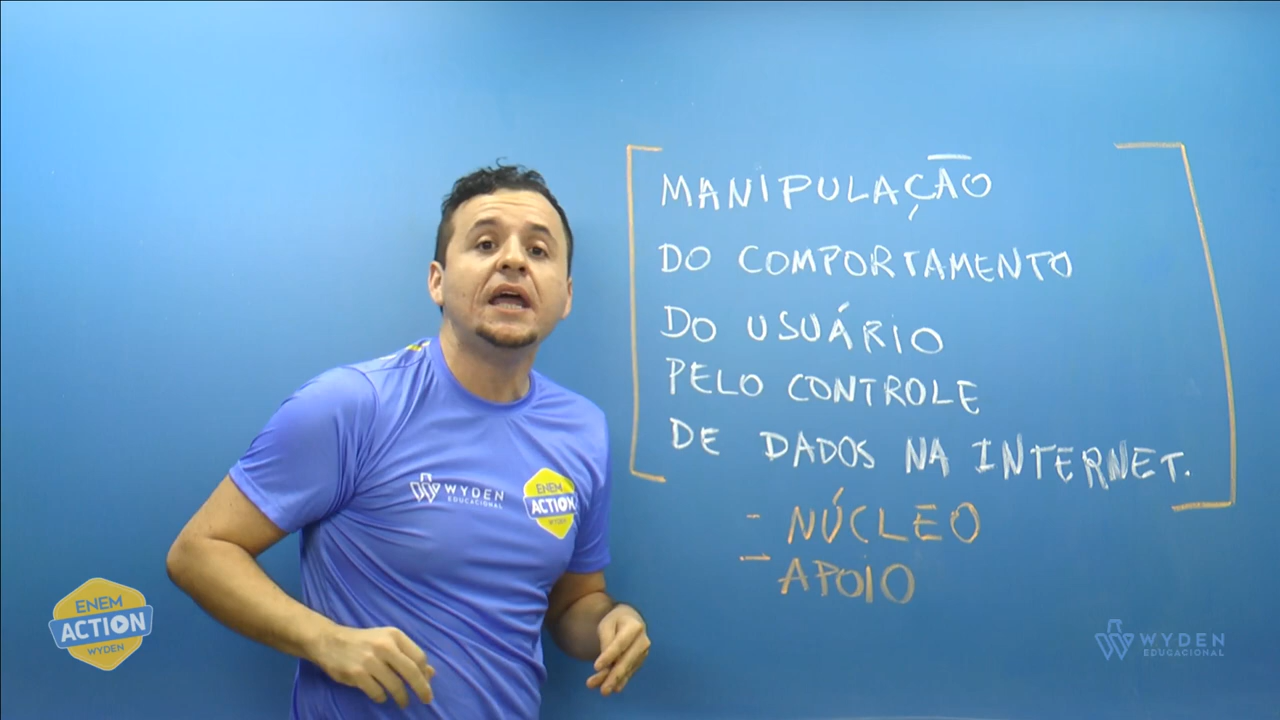 MANIPULAÇÃO
DO COMPORTAMENTO
DO USUÁRIO
PELO CONTROLE
DE DADOS NA INTERNET.
- NÚCLEO
- APOIO
WYDEN
EDUCACIONAL
ENEM
ACTION
WYDEN
ENEM
ACTION
WYDEN
WYDEN
EDUCACIONAL